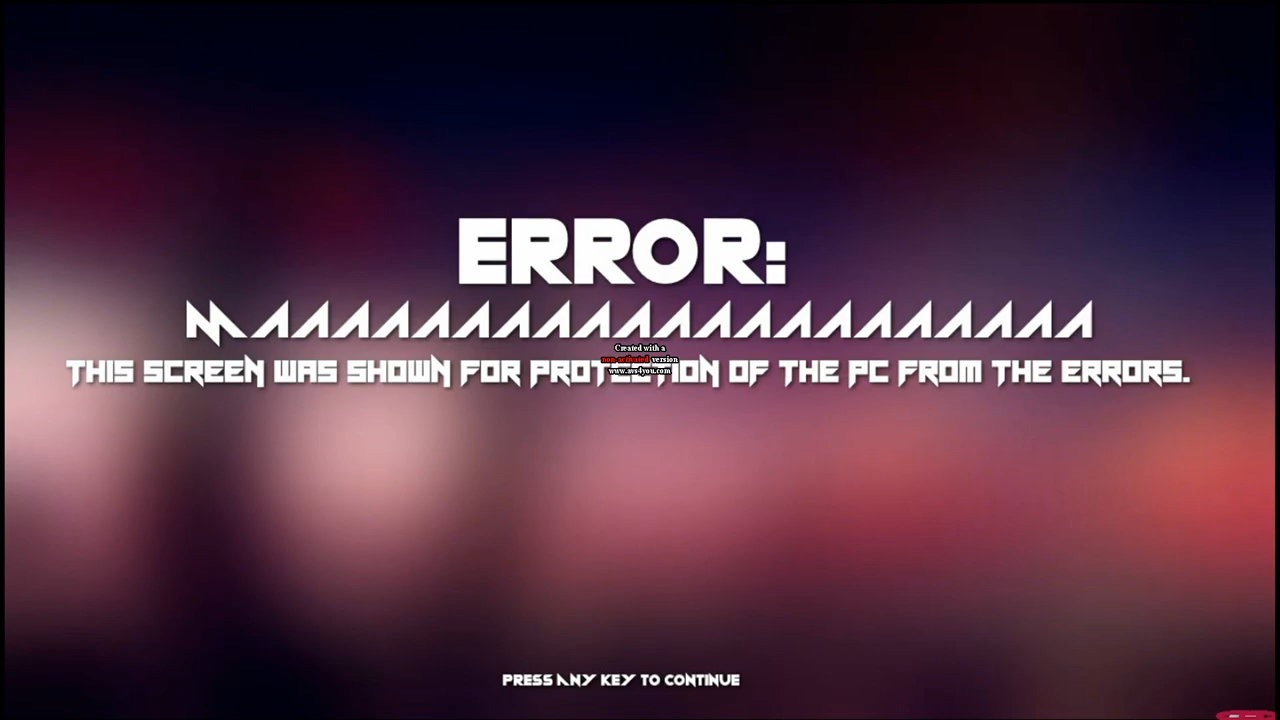 ERROR:
Created with a
non-activated version
www.avs4you.com
THIS SCREEN WAS SHOWN FOR PROTECTION OF THE PC FROM THE ERRORS.
PRESS ANY KEY TO CONTINUE